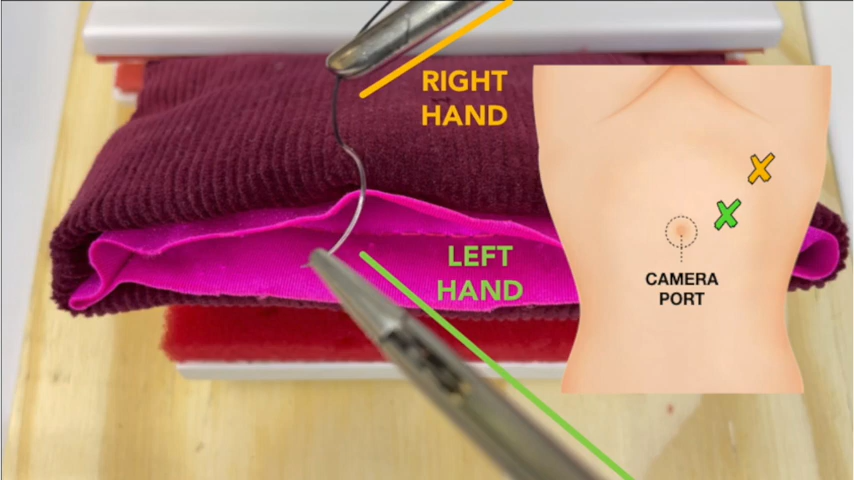 RIGHT
HAND
LEFT
HAND
CAMERA
PORT